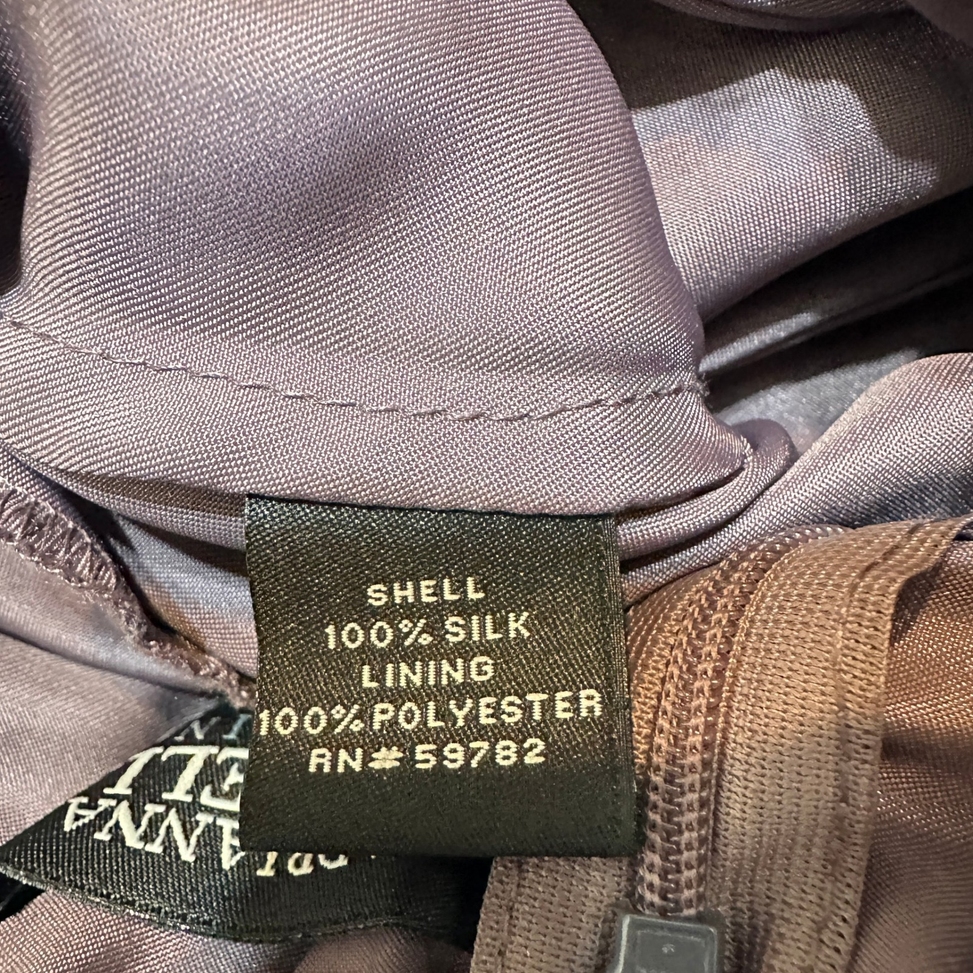 SHELL
100% SILK
LINING
100% POLYESTER
RN# 59782